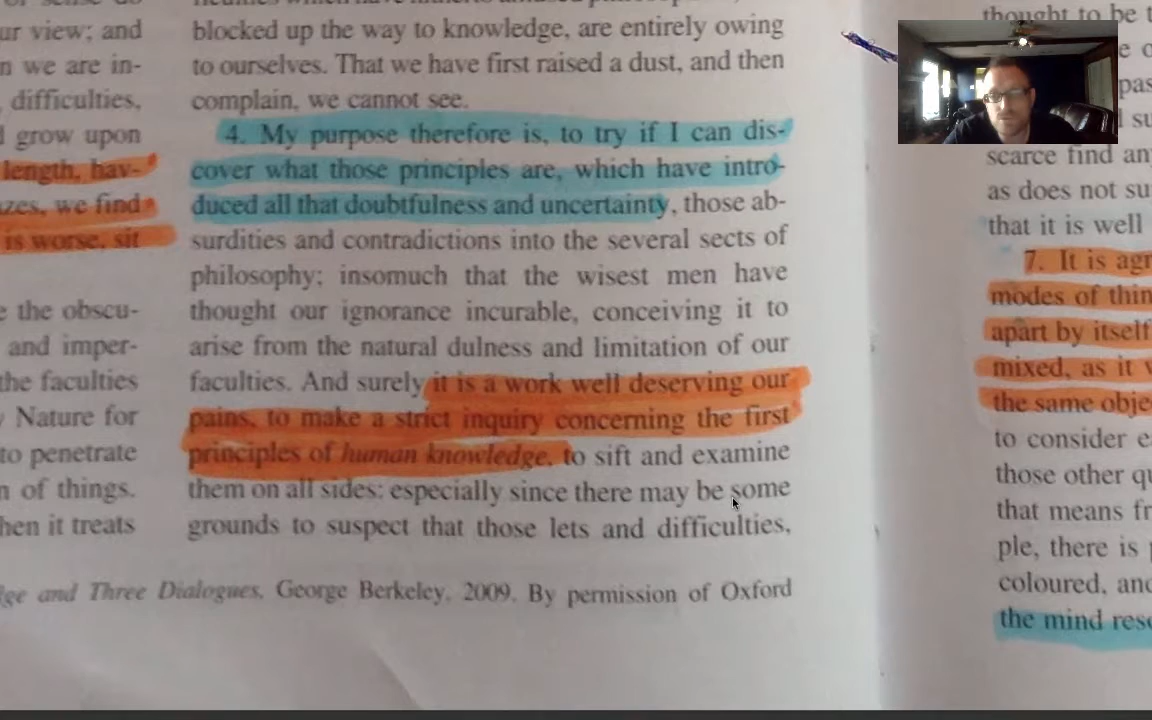 ur view; and
n we are in-
, difficulties,
l grow upon
length, hav-
zes, we find
is worse, sit
e the obscu-
and imper-
the faculties
y Nature for
to penetrate
n of things.
hen it treats
blocked up the way to knowledge, are entirely owing
to ourselves. That we have first raised a dust, and then
complain, we cannot see.
4. My purpose therefore is, to try if I can dis-
cover what those principles are, which have intro-
duced all that doubtfulness and uncertainty, those ab-
surdities and contradictions into the several sects of
philosophy; insomuch that the wisest men have
thought our ignorance incurable, conceiving it to
arise from the natural dulness and limitation of our
faculties. And surely it is a work well deserving our
pains, to make a strict inquiry concerning the first
principles of human knowledge, to sift and examine
them on all sides: especially since there may be some
grounds to suspect that those lets and difficulties,
ge and Three Dialogues, George Berkeley, 2009. By permission of Oxford
thought to be t
scarce find an
as does not su
that it is well
7. It is agr
modes of thin
apart by itself
mixed, as it w
the same obje
to consider e
those other qu
that means fr
ple, there is
coloured, and
the mind reso